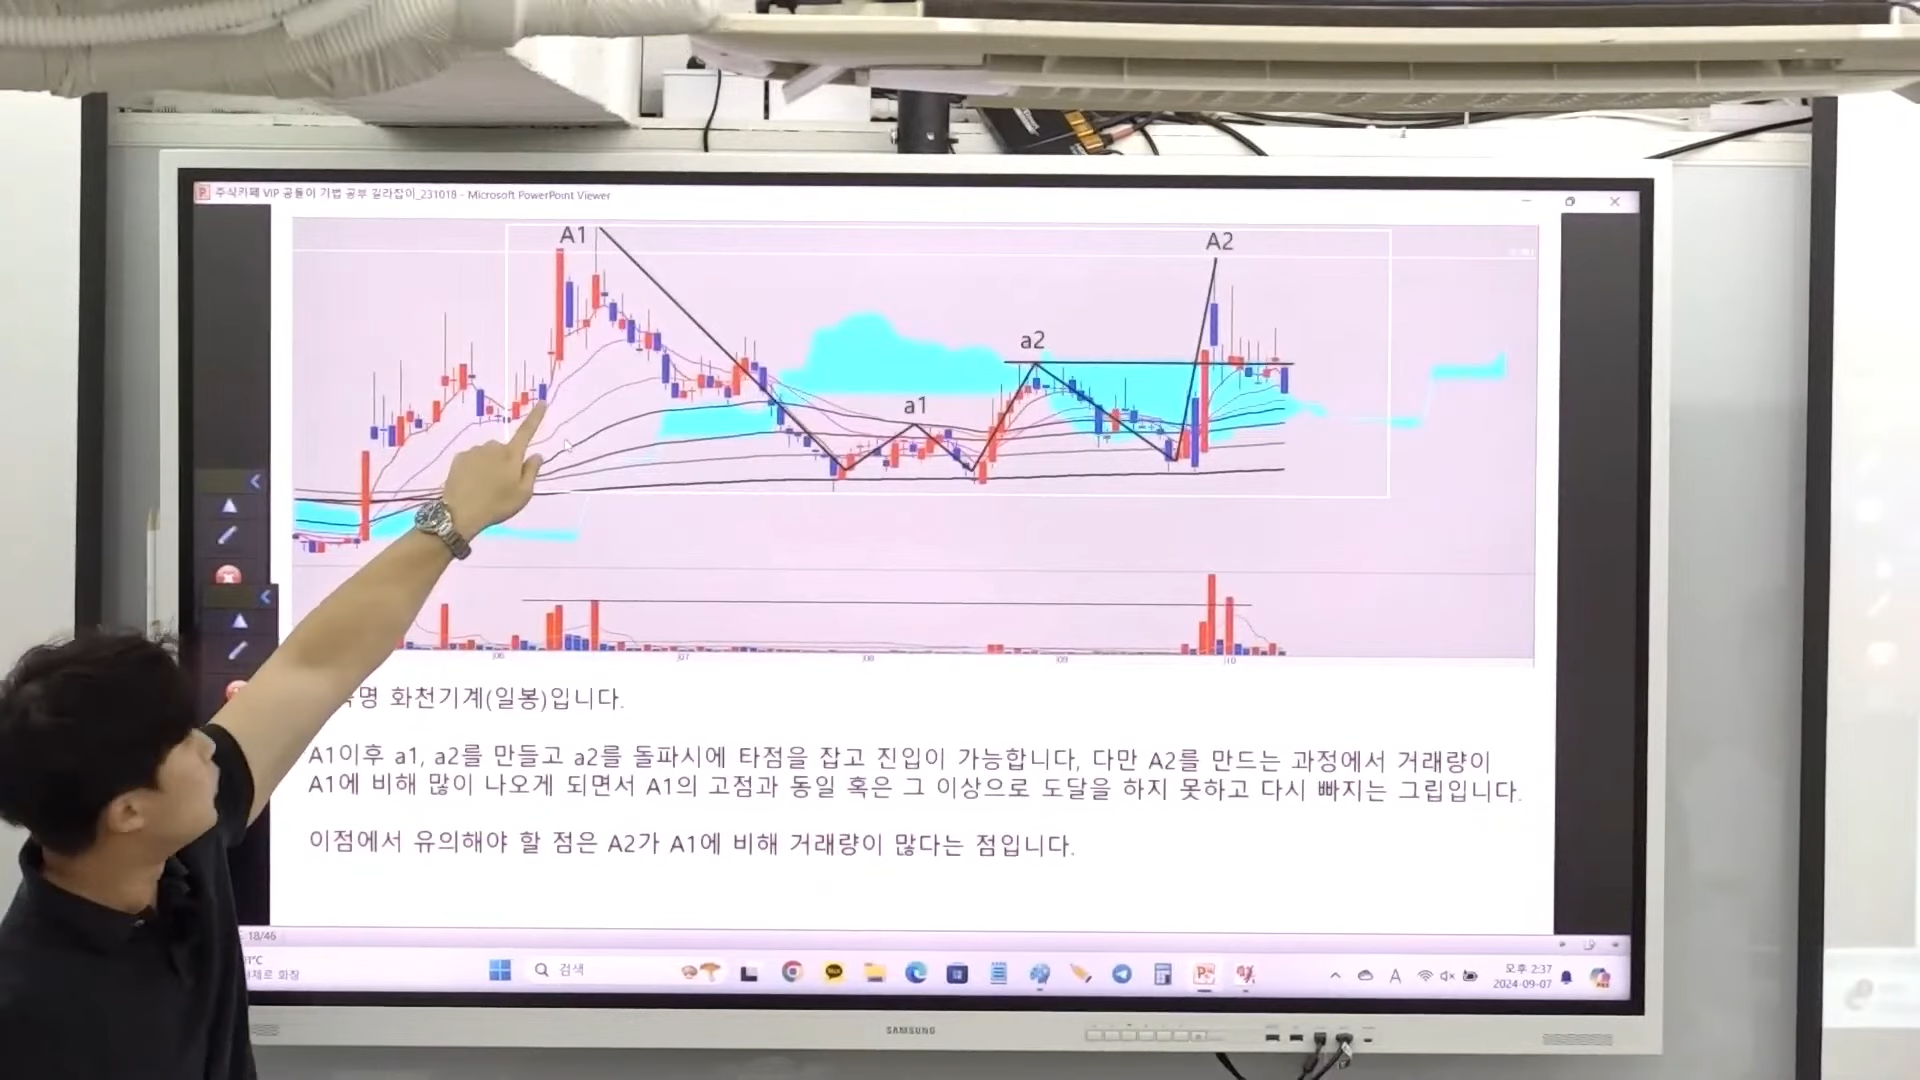 주식카페 VIP 공돌이 기법 공부 길라잡이_231018 - Microsoft PowerPoint Viewer
A1
A2
a2
a1
06
07
08
09
10
화천기계(일봉)입니다.
A1이후 a1, a2를 만들고 a2를 돌파시에 타점을 잡고 진입이 가능합니다, 다만 A2를 만드는 과정에서 거래량이
A1에 비해 많이 나오게 되면서 A1의 고점과 동일 혹은 그 이상으로 도달을 하지 못하고 다시 빠지는 그림입니다.
이점에서 유의해야 할 점은 A2가 A1에 비해 거래량이 많다는 점입니다.
18/46
검색
A
오후 2:37
2024-09-07
SAMSUNG